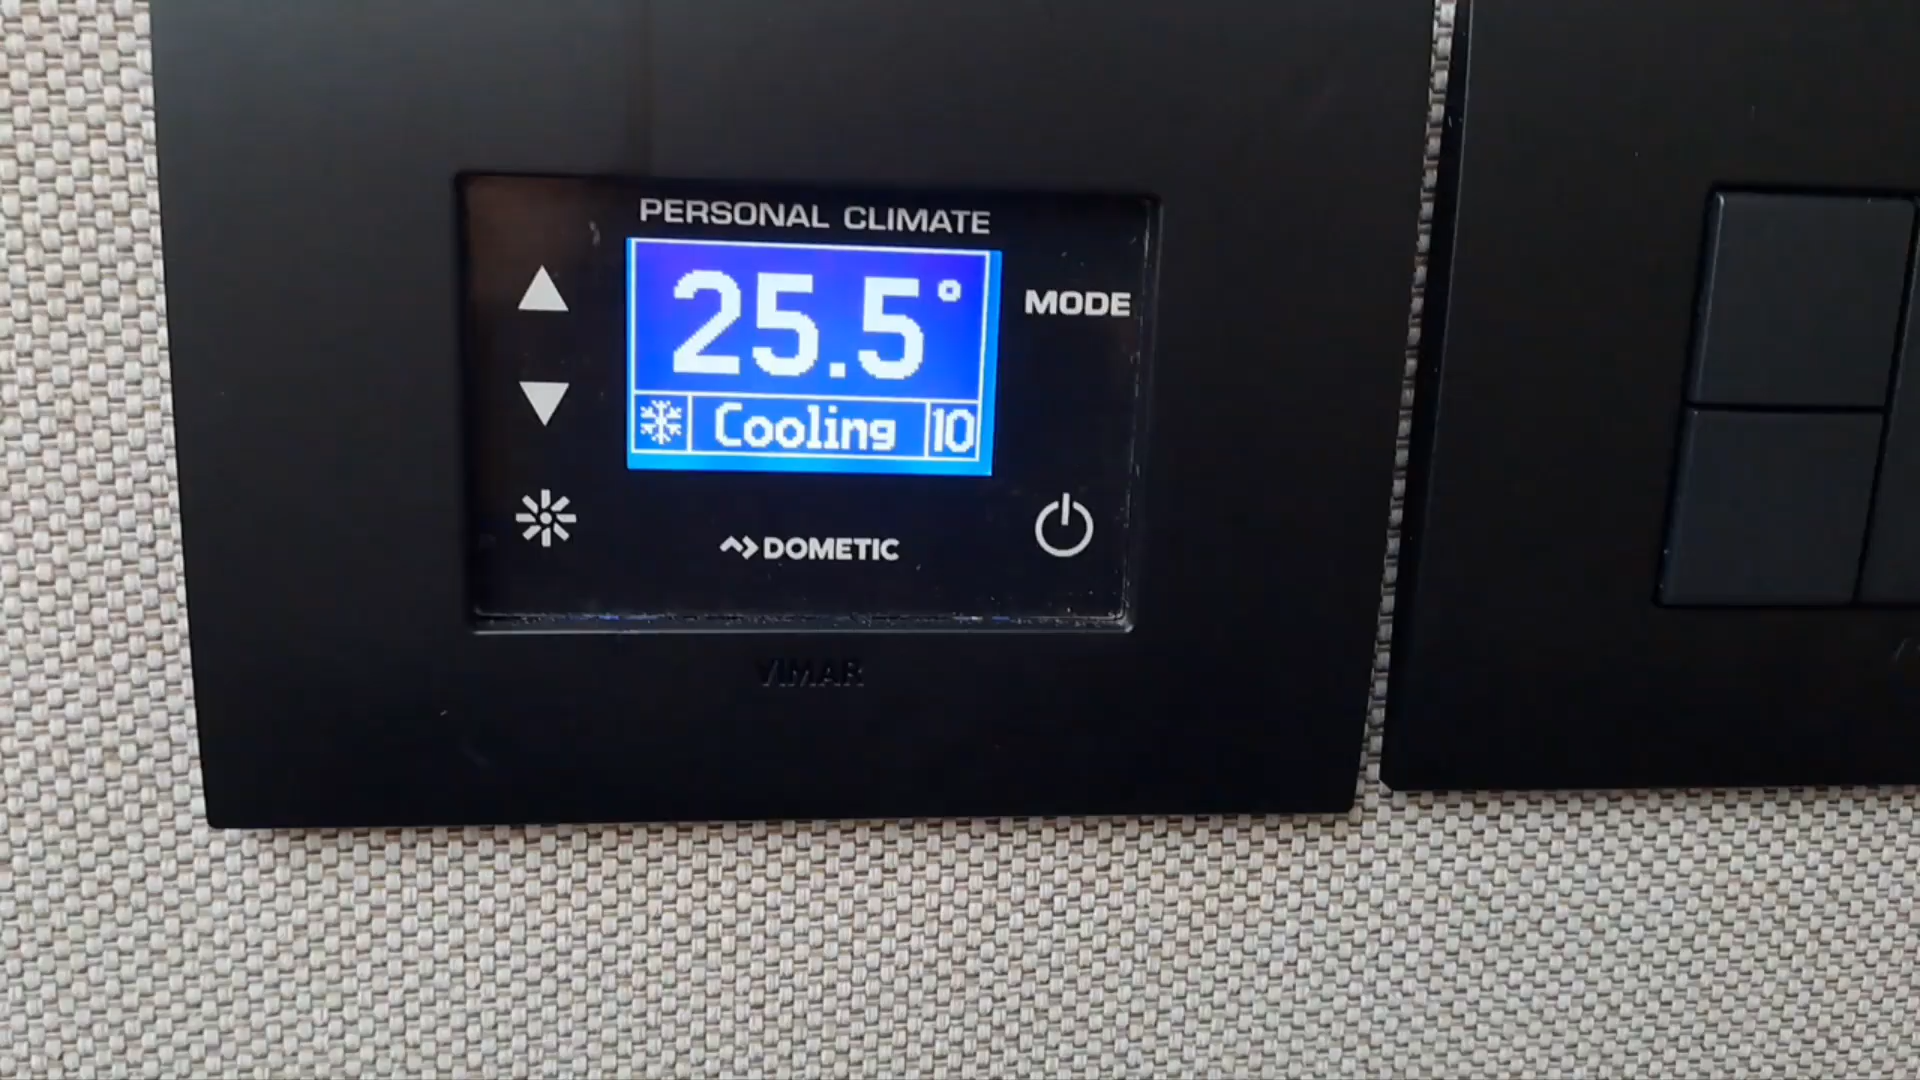 PERSONAL CLIMATE
25.5°
MODE
Cooling 10
DOMETIC
VIMAR